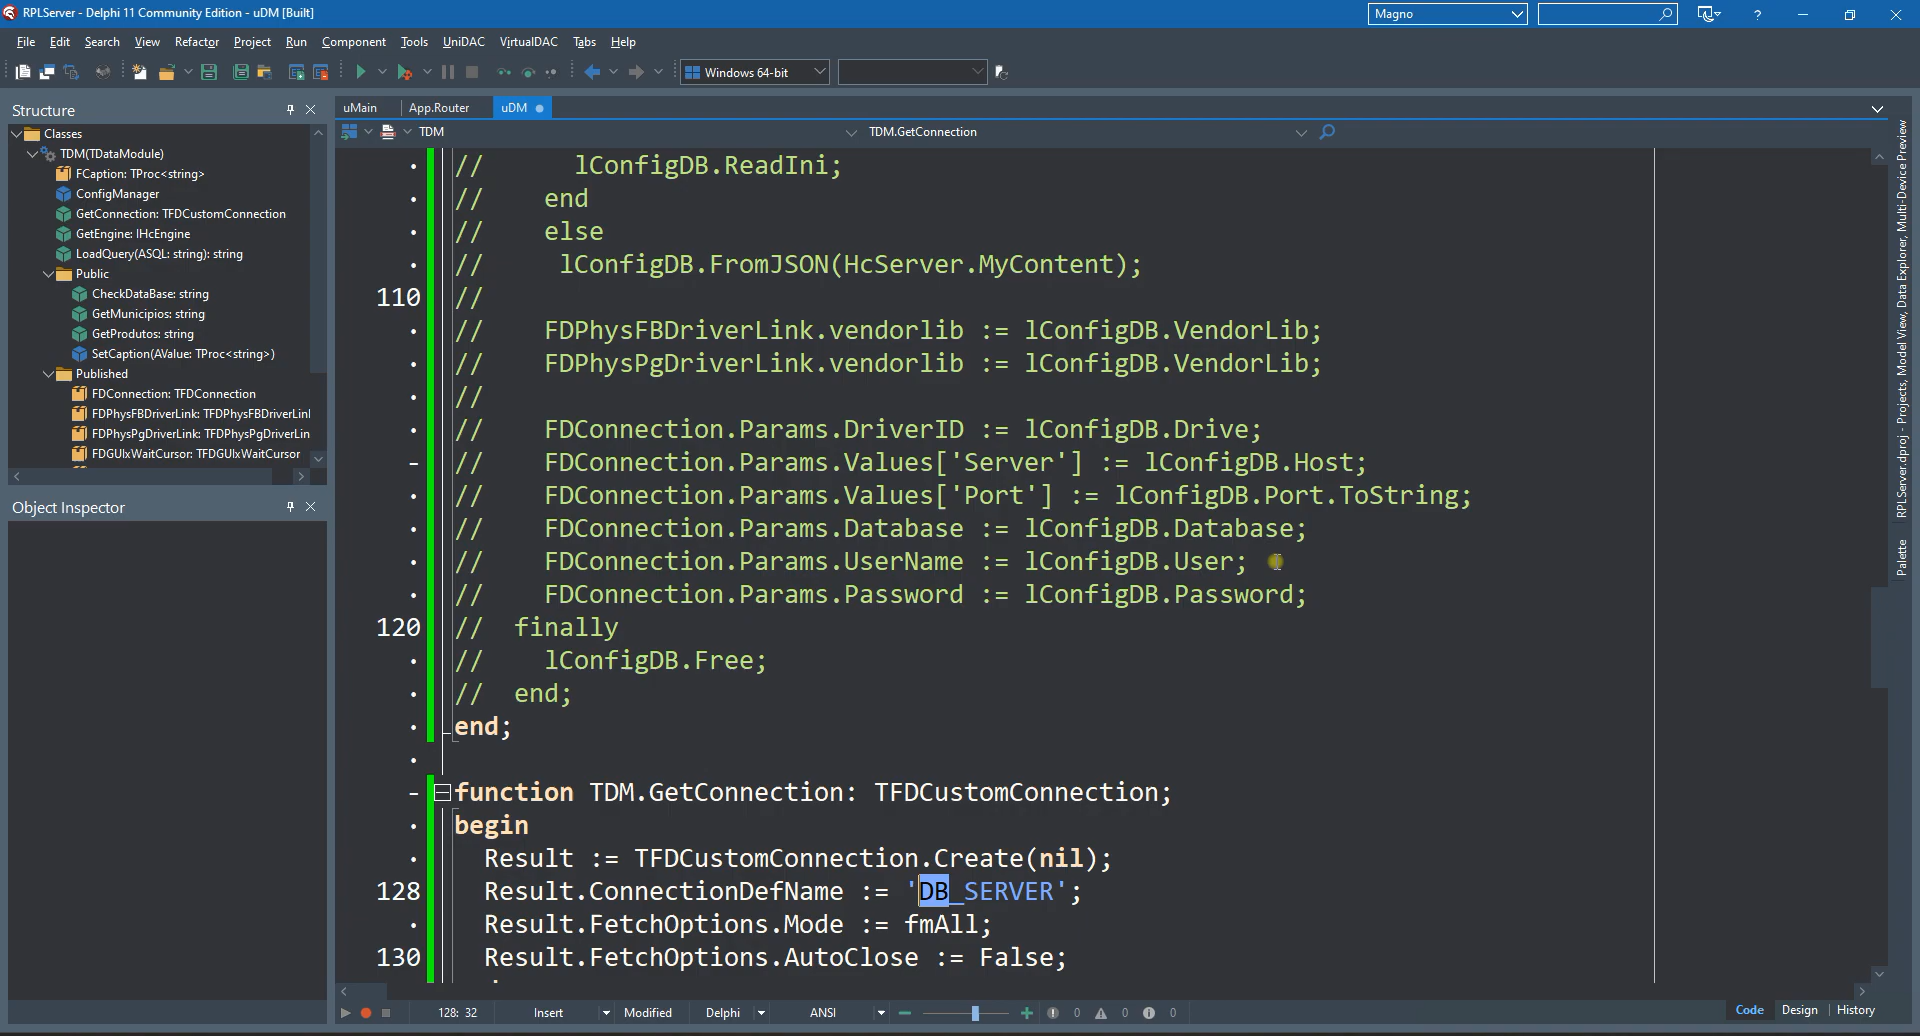 RPLServer - Delphi 11 Community Edition - uDM [Built]
Magno
?
File Edit Search View Refactor Project Run Component Tools UniDAC VirtualDAC Tabs Help
Windows 64-bit
Structure
Classes
TDM(TDataModule)
FCaption: TProc<string>
ConfigManager
GetConnection: TFDCustomConnection
GetEngine: IHcEngine
LoadQuery(ASQL: string): string
Public
CheckDataBase: string
GetMunicipios: string
GetProdutos: string
SetCaption(AValue: TProc<string>)
Published
FDConnection: TFDConnection
FDPhysFBDriverLink: TFDPhysFBDriverLinl
FDPhysPgDriverLink: TFDPhysPgDriverLin
FDGUIxWaitCursor: TFDGUIxWaitCursor
Object Inspector
uMain App.Router uDM
TDM TDM.GetConnection
// lConfigDB.ReadIni;
// end
// else
// lConfigDB.FromJSON(HcServer.MyContent);
110 //
// FDPhysFBDriverLink.vendorlib := lConfigDB.VendorLib;
// FDPhysPgDriverLink.vendorlib := lConfigDB.VendorLib;
//
// FDConnection.Params.DriverID := lConfigDB.Drive;
// FDConnection.Params.Values['Server'] := lConfigDB.Host;
// FDConnection.Params.Values['Port'] := lConfigDB.Port.ToString;
// FDConnection.Params.Database := lConfigDB.Database;
// FDConnection.Params.UserName := lConfigDB.User;
// FDConnection.Params.Password := lConfigDB.Password;
120 // finally
// lConfigDB.Free;
// end;
end;
function TDM.GetConnection: TFDCustomConnection;
begin
Result := TFDCustomConnection.Create(nil);
128 Result.ConnectionDefName := 'DB_SERVER';
Result.FetchOptions.Mode := fmAll;
130 Result.FetchOptions.AutoClose := False;
128: 32 Insert Modified Delphi ANSI 0 0 0
Code Design History
RPLServer.dproj - Projects, Model View, Data Explorer, Multi-Device Preview
Palette